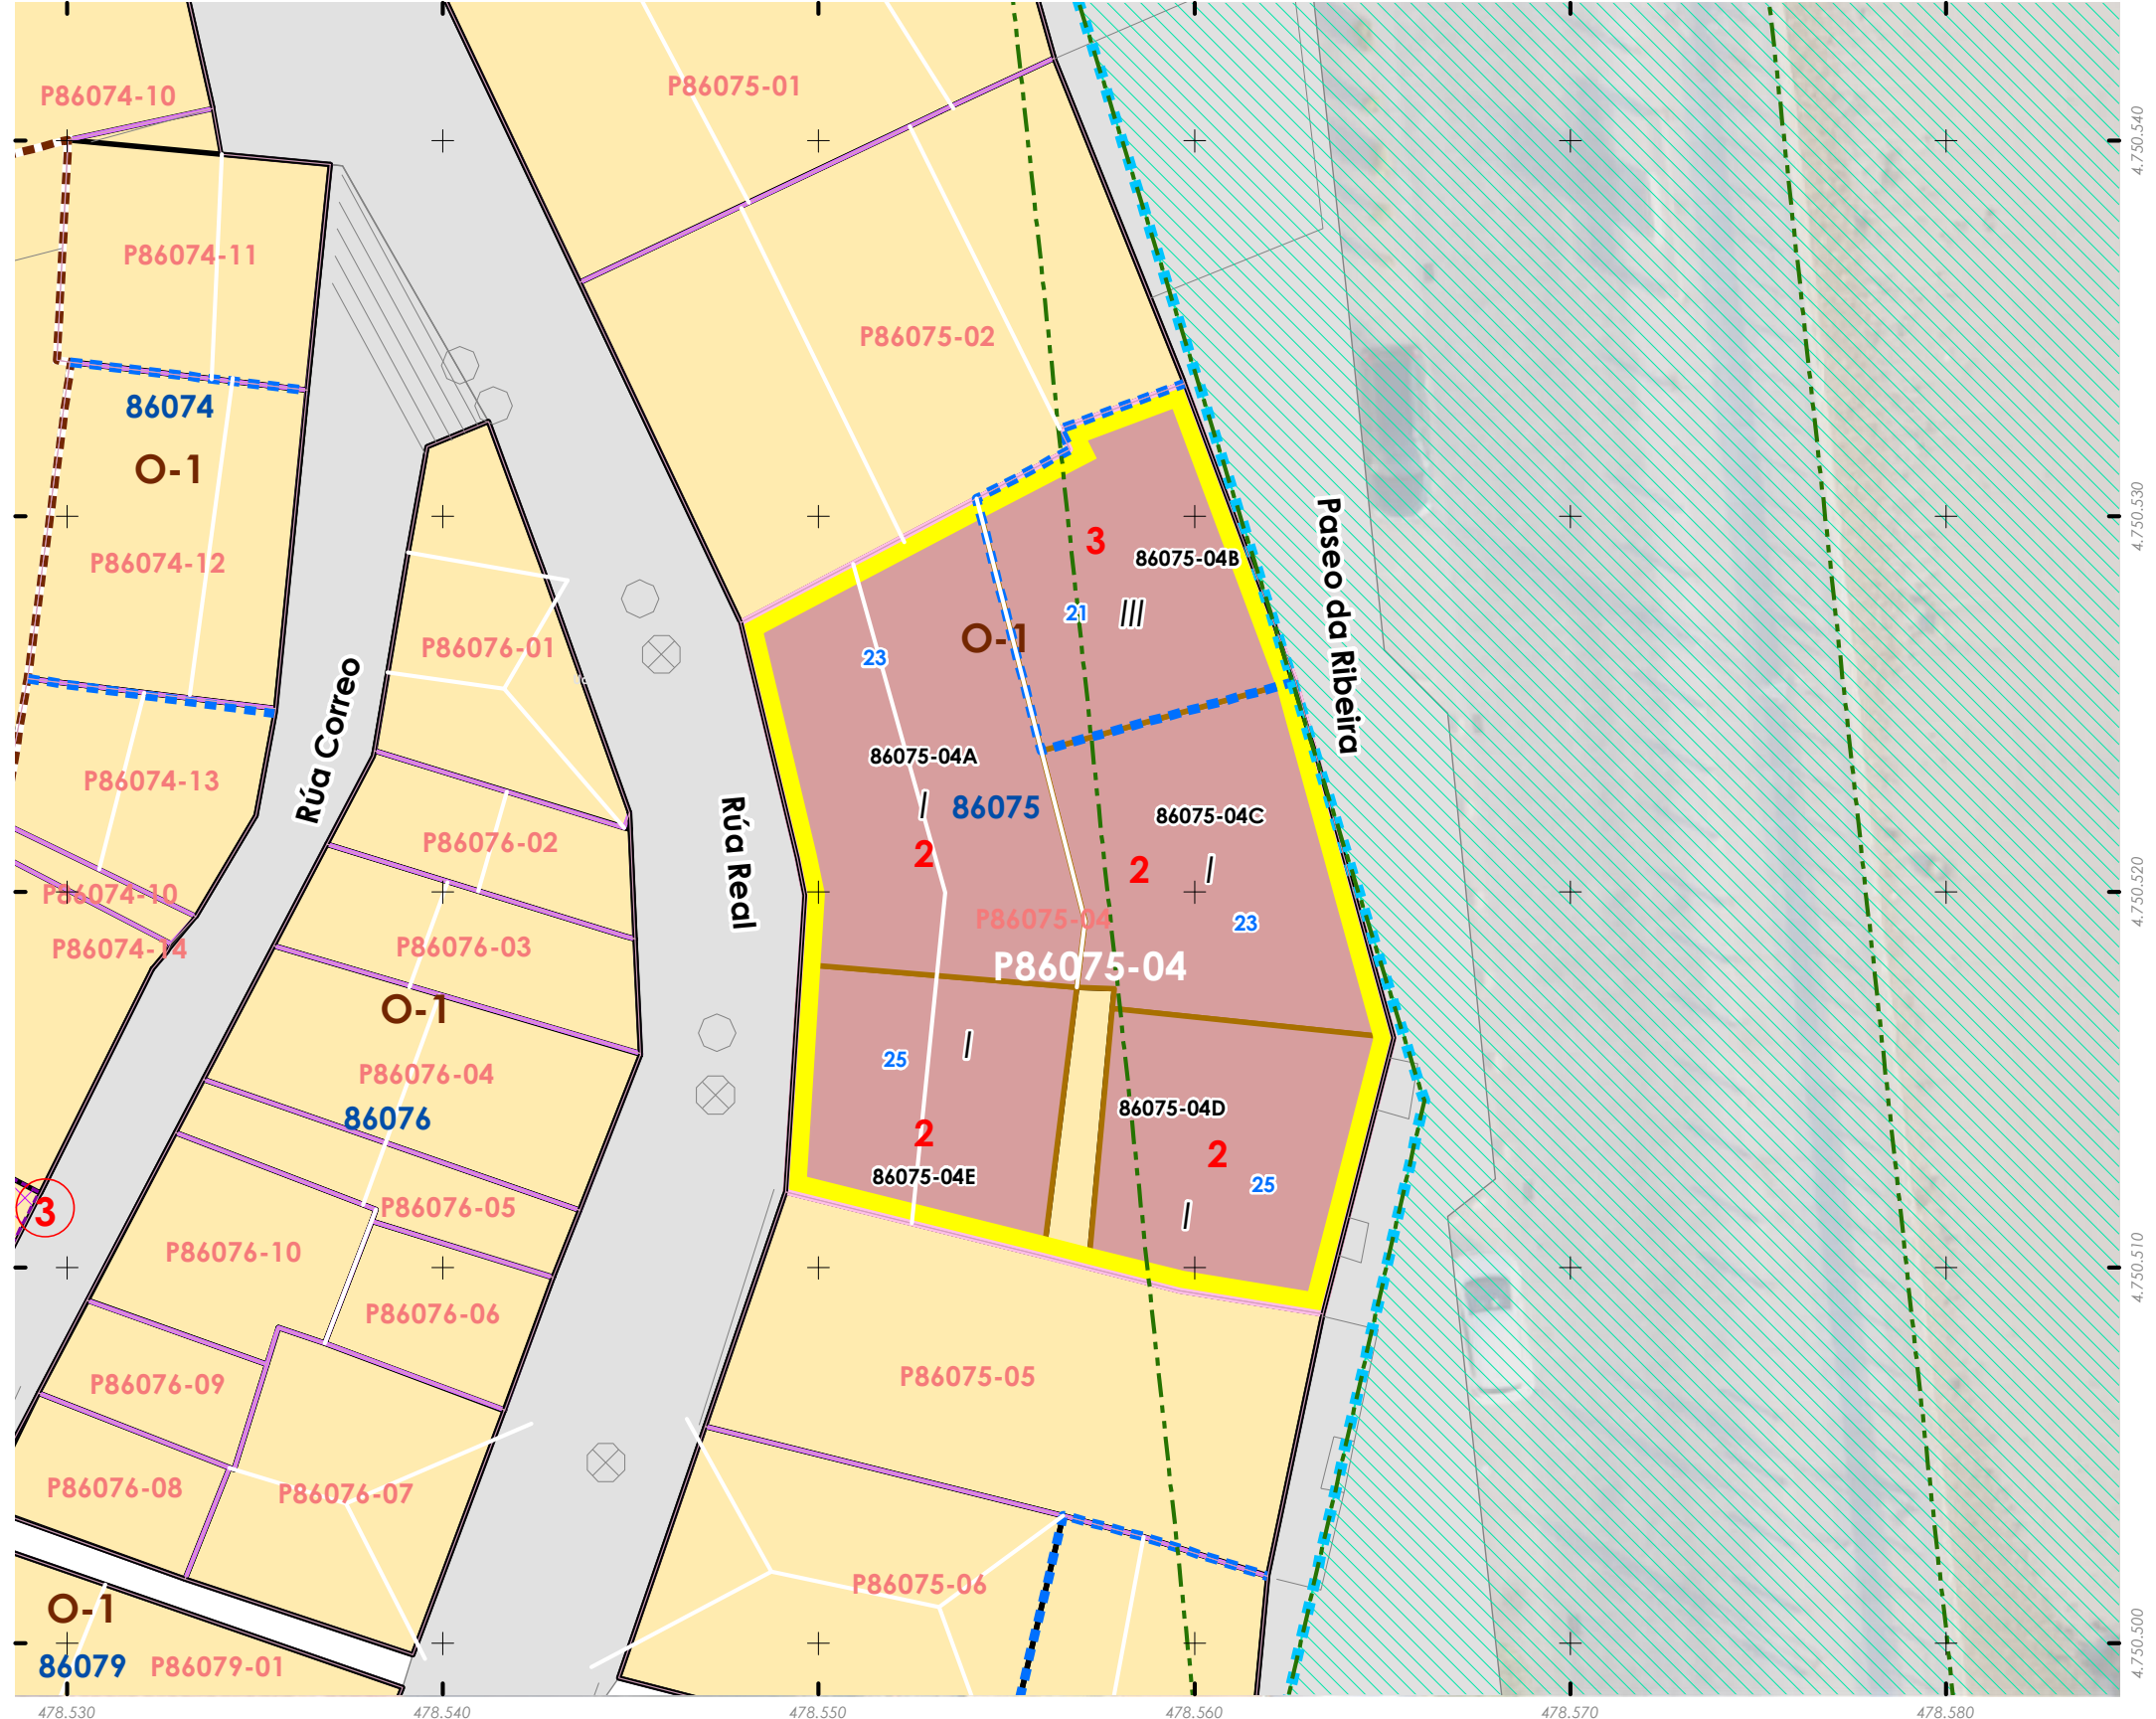 P86074-10
P86075-01
4.750.540
P86074-11
P86075-02
86074
O-1
4.750.530
P86074-12
3
86075-04B
Paseo da Ribeira
21
III
O-1
P86076-01
23
Rúa Correo
86075-04A
P86074-13
I
86075
86075-04C
Rúa Real
P86076-02
2
2
I
4.750.520
P86074-10
P86075-04
23
P86074-14
P86076-03
P86075-04
O-1
I
25
P86076-04
86076
86075-04D
2
2
86075-04E
25
3
P86076-05
I
P86076-10
4.750.510
P86076-06
P86075-05
P86076-09
P86076-08
P86076-07
P86075-06
O-1
4.750.500
86079
P86079-01
478.530
478.540
478.550
478.560
478.570
478.580